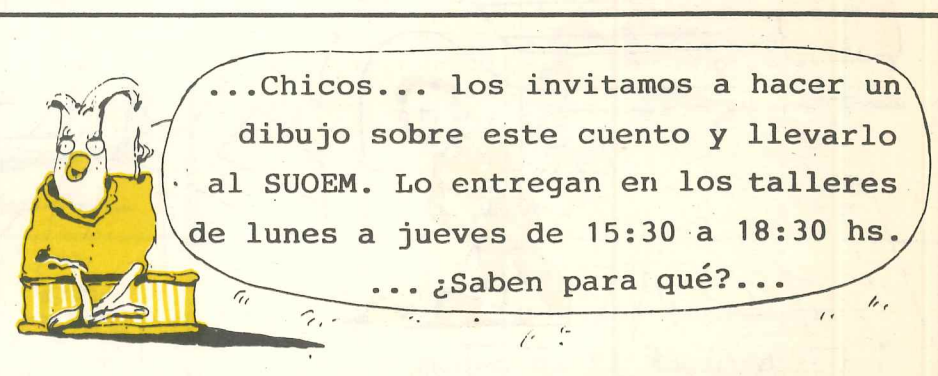 ...Chicos... los invitamos a hacer un
dibujo sobre este cuento y llevarlo
al SUOEM. Lo entregan en los talleres
de lunes a jueves de 15:30 a 18:30 hs.
... ¿Saben para qué?...